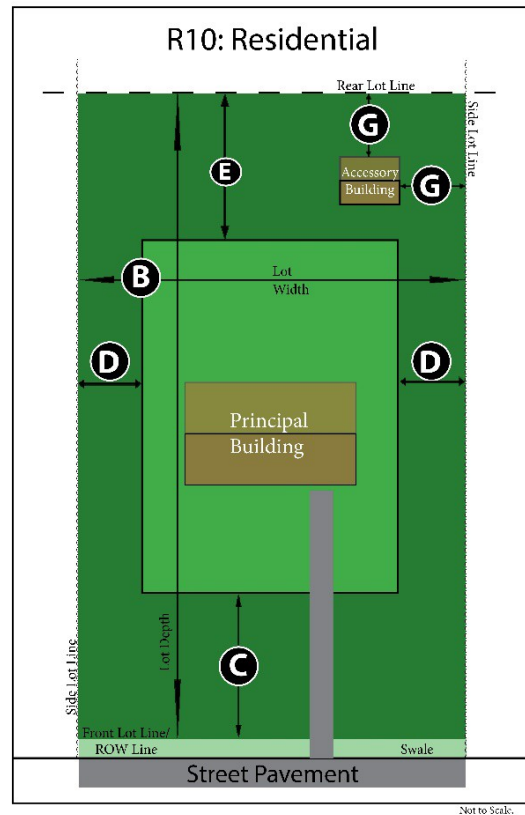 R10: Residential
Rear Lot Line
Side Lot Line
G
E
Accessory
Building
G
B
Lot
Width
D
D
Principal
Building
Lot Depth
C
Side Lot Line
Front Lot Line/
ROW Line
Swale
Street Pavement
Not to Scale.